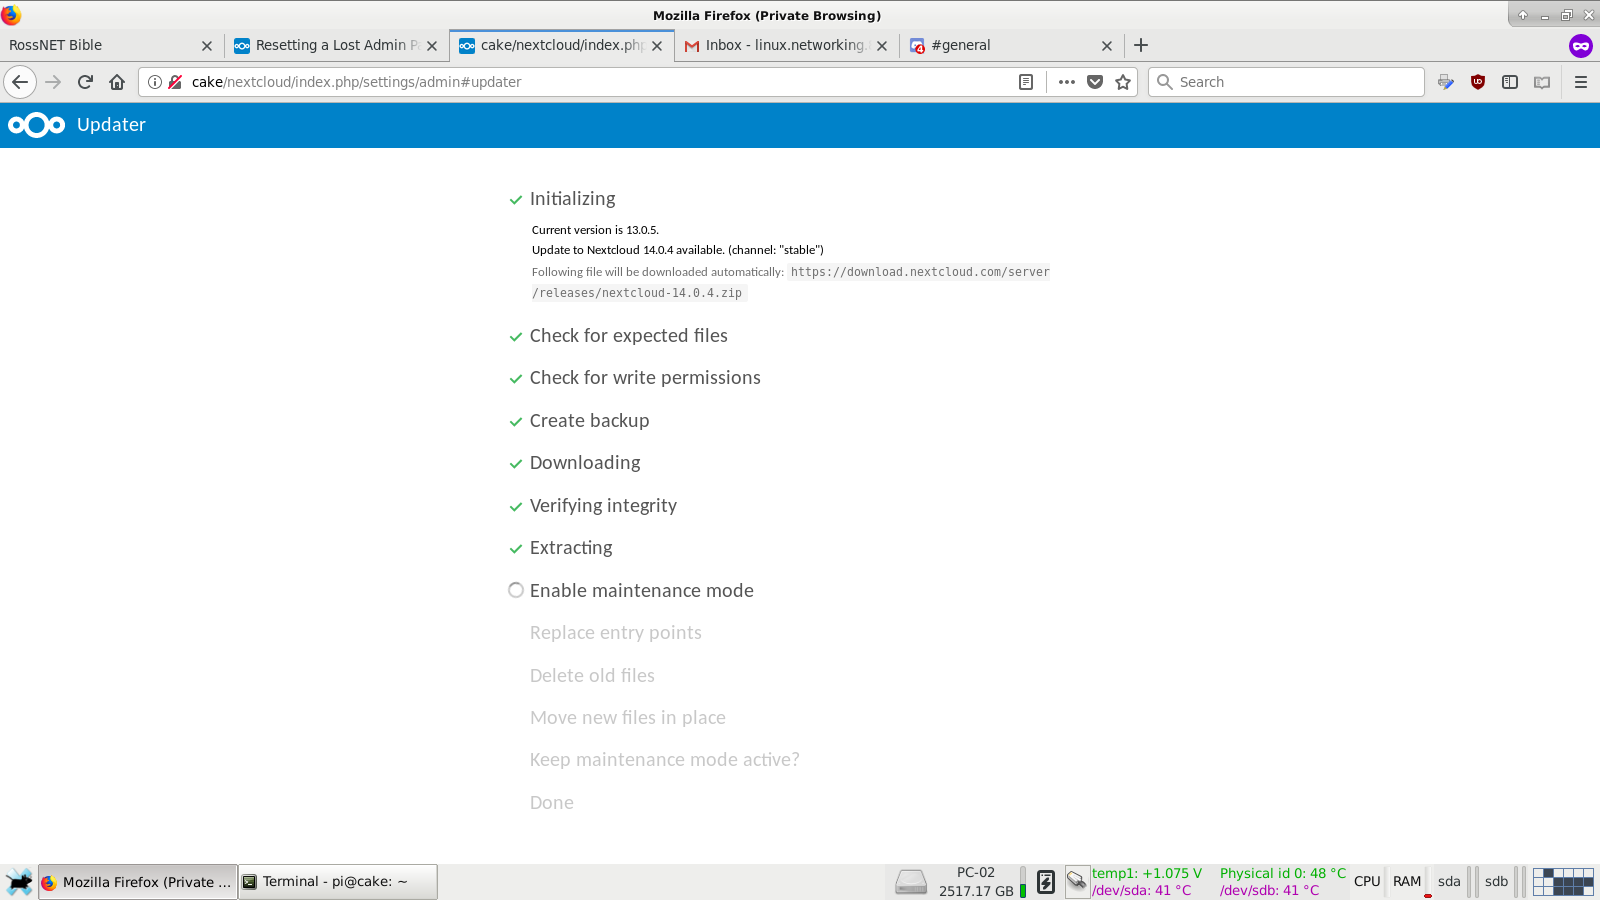 Mozilla Firefox (Private Browsing)
RossNET Bible
Resetting a Lost Admin P
cake/nextcloud/index.php
Inbox - linux.networking.
#general
cake/nextcloud/index.php/settings/admin#updater
Search
Updater
Initializing
Current version is 13.0.5.
Update to Nextcloud 14.0.4 available. (channel: "stable")
Following file will be downloaded automatically: https://download.nextcloud.com/server
/releases/nextcloud-14.0.4.zip
Check for expected files
Check for write permissions
Create backup
Downloading
Verifying integrity
Extracting
Enable maintenance mode
Replace entry points
Delete old files
Move new files in place
Keep maintenance mode active?
Done
Mozilla Firefox (Private ...
Terminal - pi@cake: ~
PC-02
2517.17 GB
temp1: +1.075 V
/dev/sda: 41 °C
Physical id 0: 48 °C
/dev/sdb: 41 °C
CPU
RAM
sda
sdb